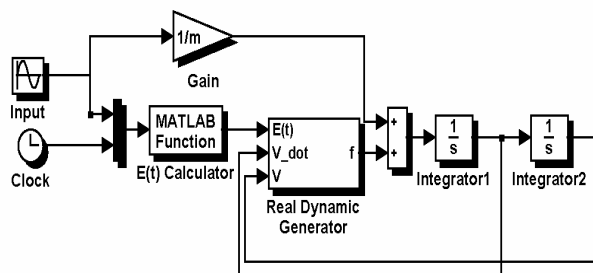 1/m
Gain
Input
Clock
MATLAB
Function
E(t) Calculator
E(t)
V_dot
V
f
Real Dynamic
Generator
+
+
1
s
Integrator1
1
s
Integrator2